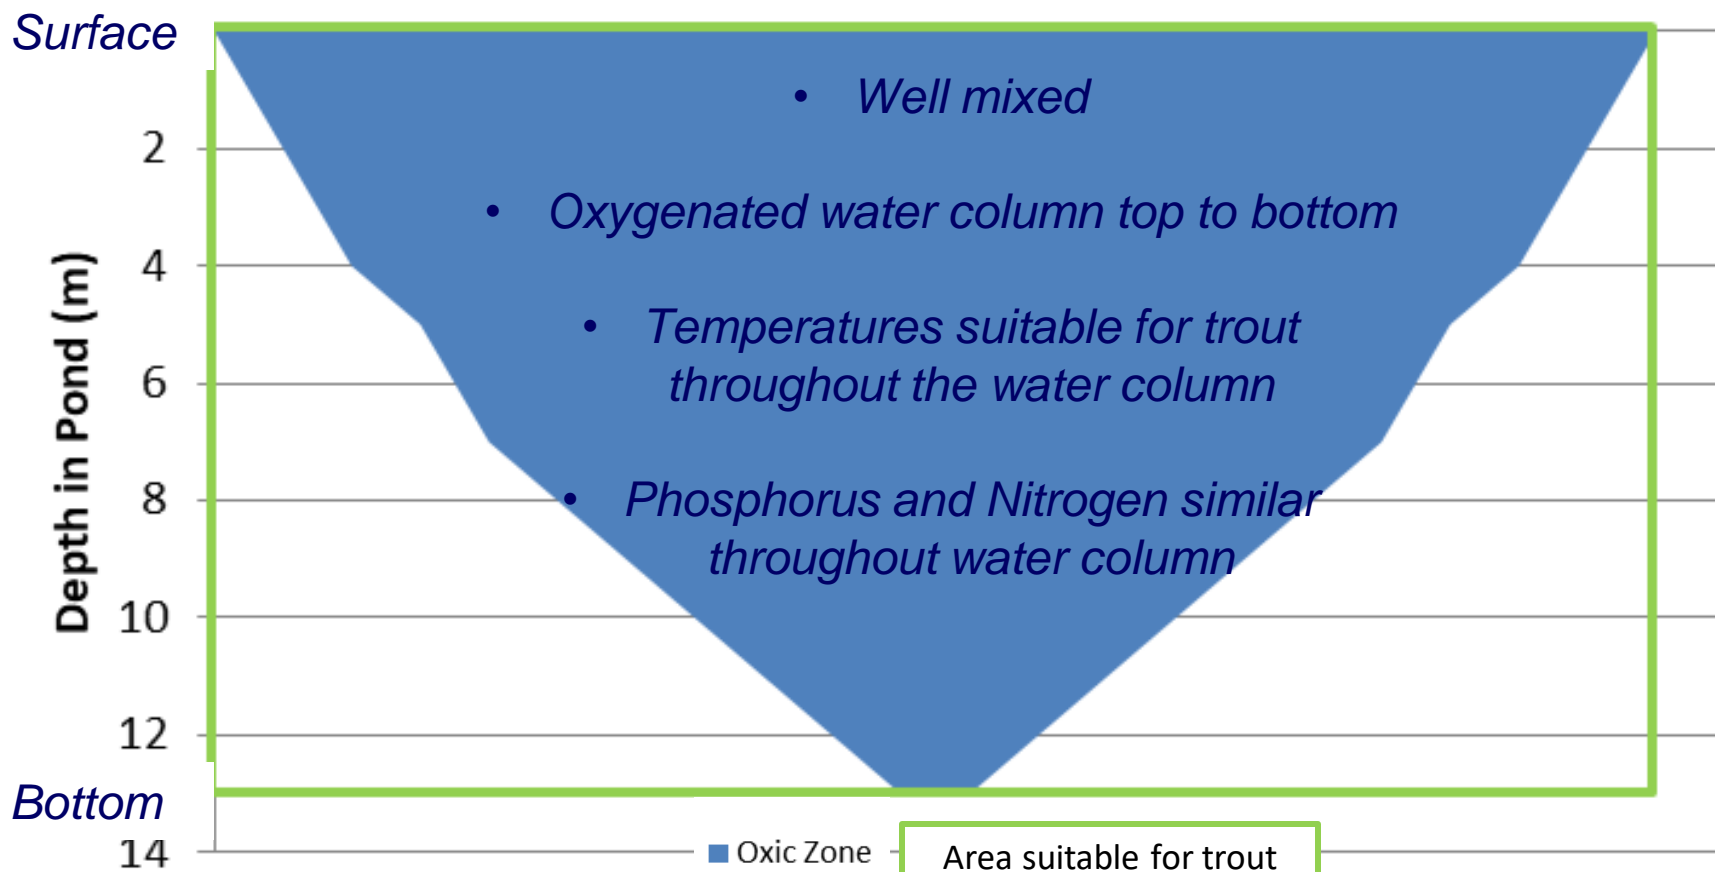 Surface
• Well mixed
2
• Oxygenated water column top to bottom
4
• Temperatures suitable for trout
throughout the water column
6
Depth in Pond (m)
8
• Phosphorus and Nitrogen similar
throughout water column
10
12
Bottom
14
Oxic Zone
Area suitable for trout